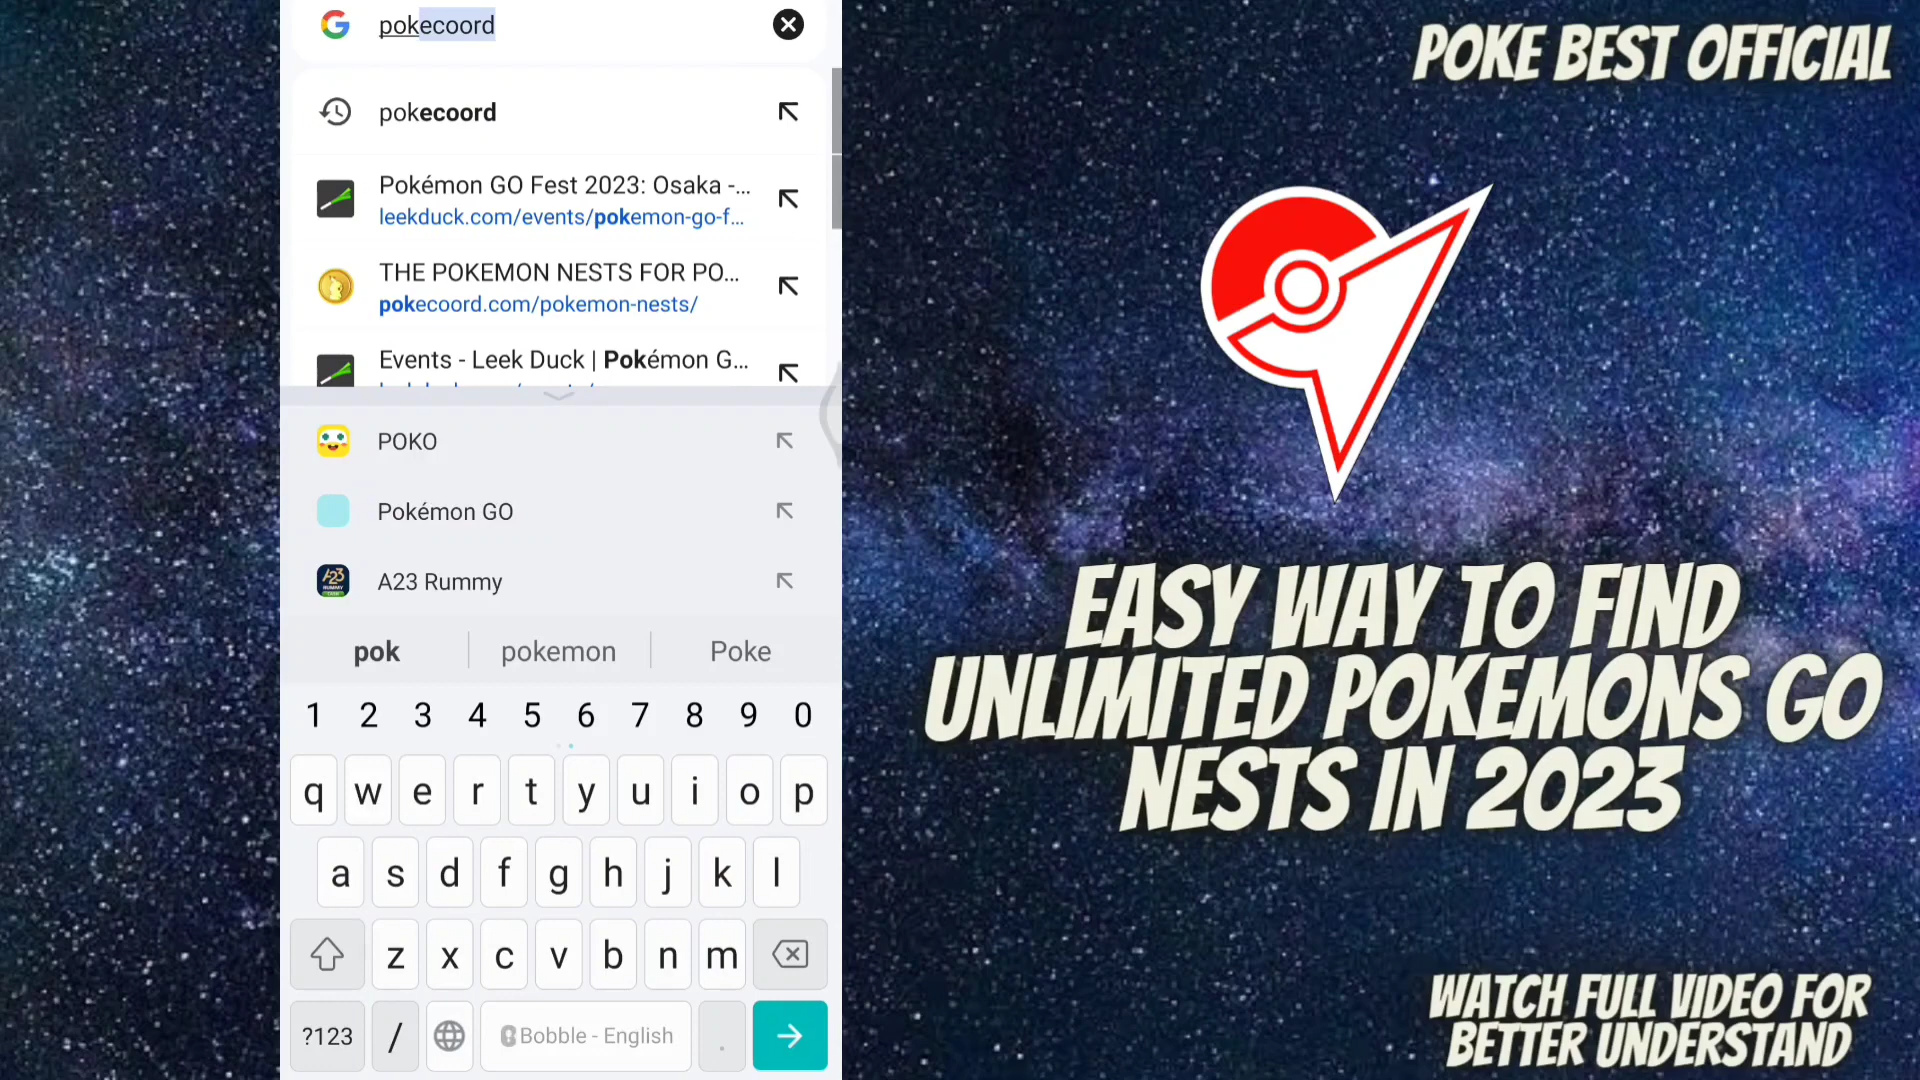 pokecoord
pokecoord
Pokémon GO Fest 2023: Osaka -...
leekduck.com/events/pokemon-go-f...
THE POKEMON NESTS FOR PO...
pokecoord.com/pokemon-nests/
Events - Leek Duck | Pokémon G...
POKO
Pokémon GO
A23 Rummy
pok pokemon Poke
1 2 3 4 5 6 7 8 9 0
q w e r t y u i o p
a s d f g h j k l
z x c v b n m
?123 / Bobble - English .
POKE BEST OFFICIAL
EASY WAY TO FIND
UNLIMITED POKEMONS GO
NESTS IN 2023
WATCH FULL VIDEO FOR
BETTER UNDERSTAND